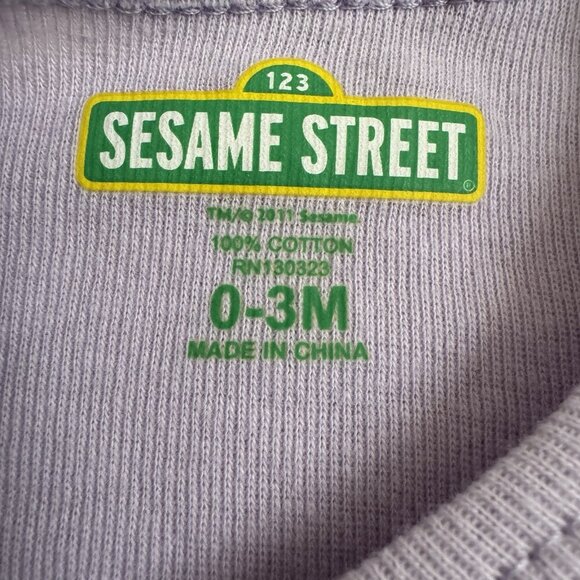 123
SESAME STREET
TM/© 2011 Sesame.
100% COTTON
RN130323
0-3M
MADE IN CHINA